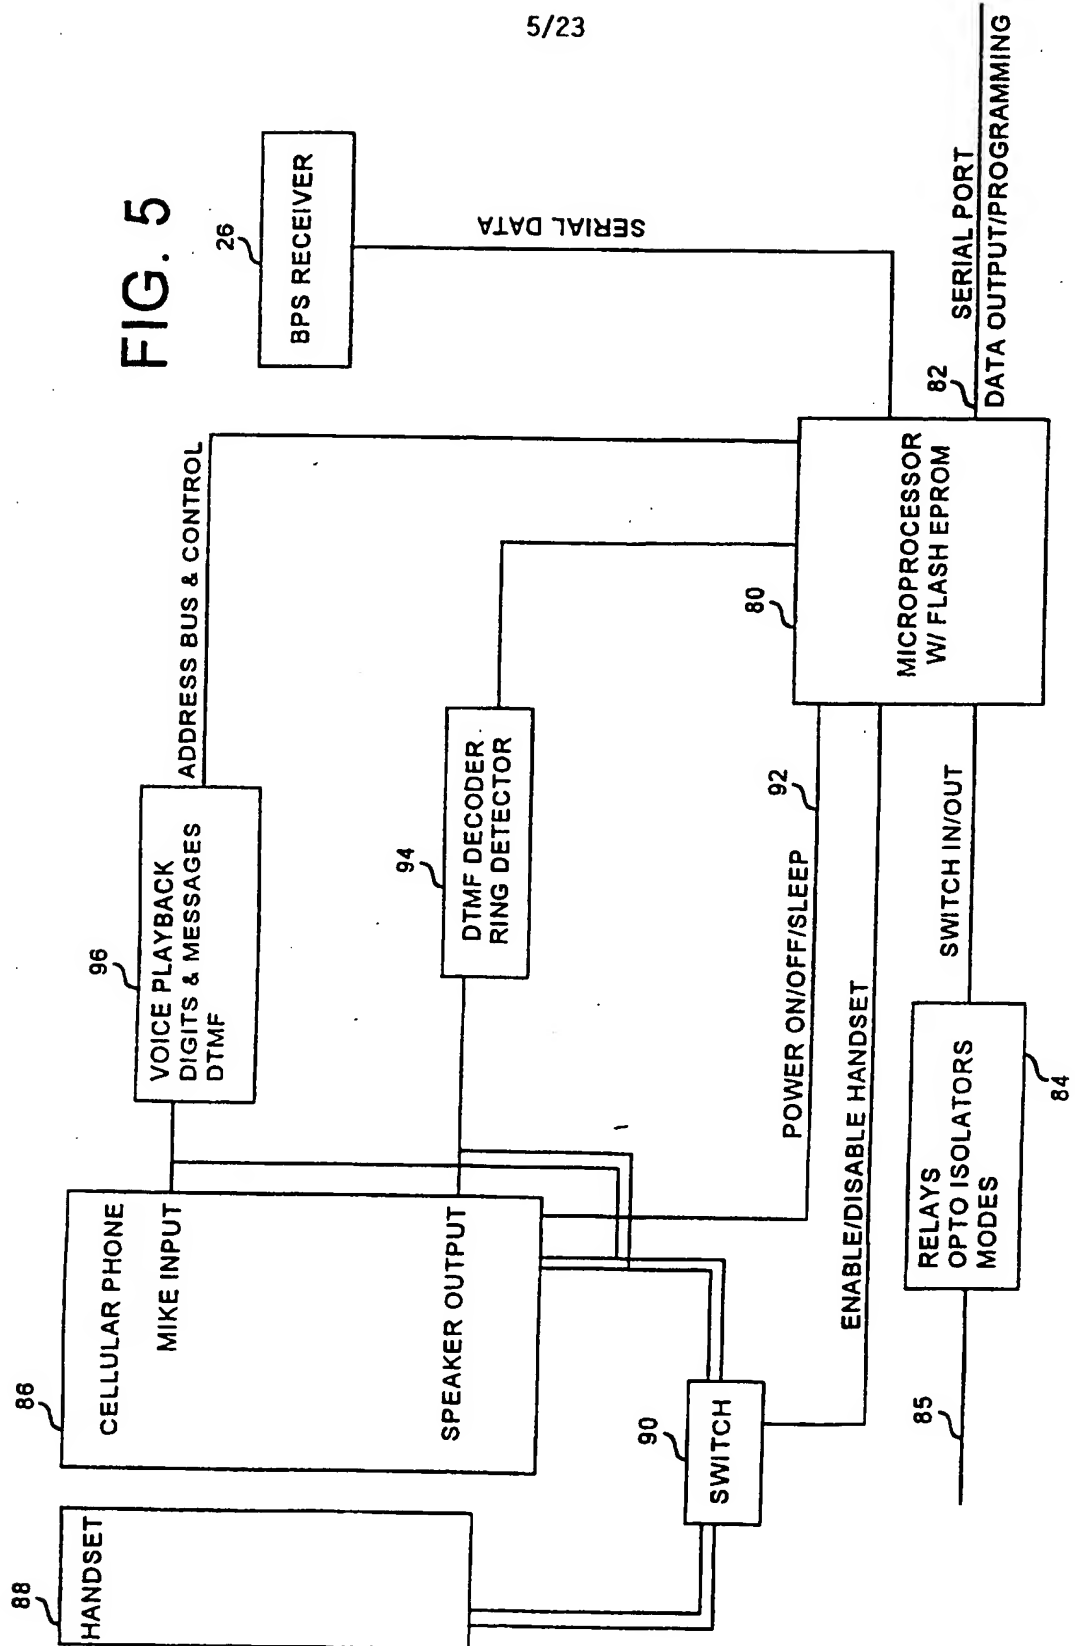 5/23
FIG. 5
88
HANDSET
86
CELLULAR PHONE
MIKE INPUT
SPEAKER OUTPUT
96
VOICE PLAYBACK
DIGITS & MESSAGES
DTMF
ADDRESS BUS & CONTROL
26
BPS RECEIVER
SERIAL DATA
94
DTMF DECODER
RING DETECTOR
90
SWITCH
POWER ON/OFF/SLEEP
92
ENABLE/DISABLE HANDSET
80
MICROPROCESSOR
W/ FLASH EPROM
82
SERIAL PORT
DATA OUTPUT/PROGRAMMING
85
RELAYS
OPTO ISOLATORS
MODES
84
SWITCH IN/OUT